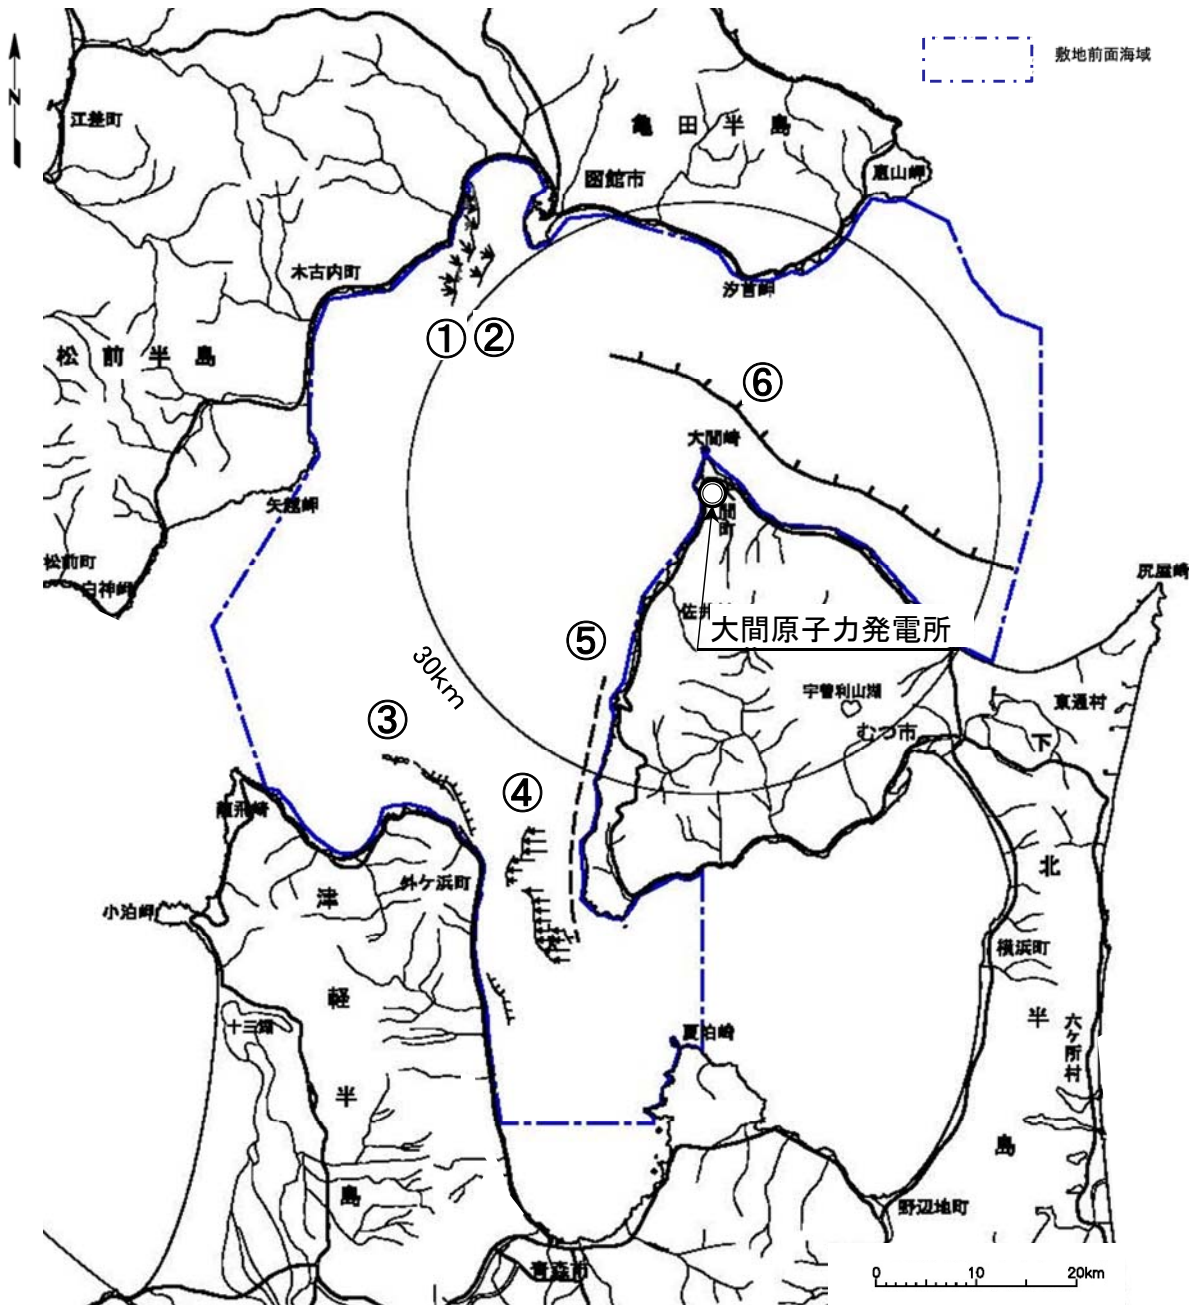 敷地前面海域
N
江差町
亀田半島
函館市
恵山岬
木古内町
汐首岬
① ②
松前半島
⑥
大間崎
矢越岬
間
町
松前町
白神岬
尻屋崎
佐井
⑤
大間原子力発電所
30km
宇曽利山湖
東通村
③
むつ市
下
④
龍飛崎
北
津
外ケ浜町
小泊岬
横浜町
軽
半
十三湖
夏泊崎
六ケ所村
半
島
島
野辺地町
青森市
0 10 20km